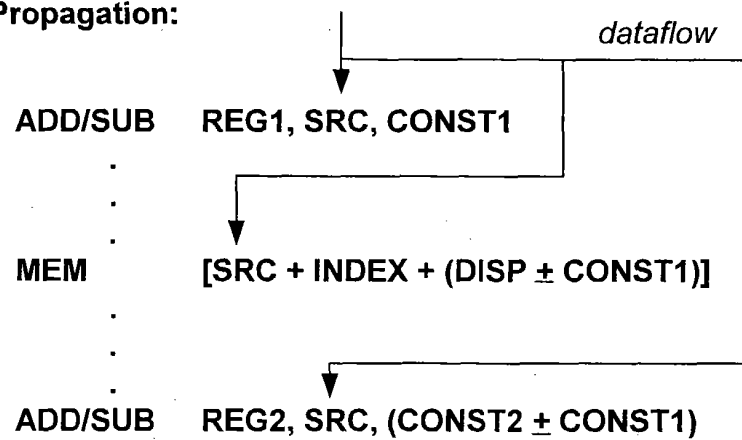 Propagation:
dataflow
ADD/SUB REG1, SRC, CONST1
MEM [SRC + INDEX + (DISP ± CONST1)]
ADD/SUB REG2, SRC, (CONST2 ± CONST1)